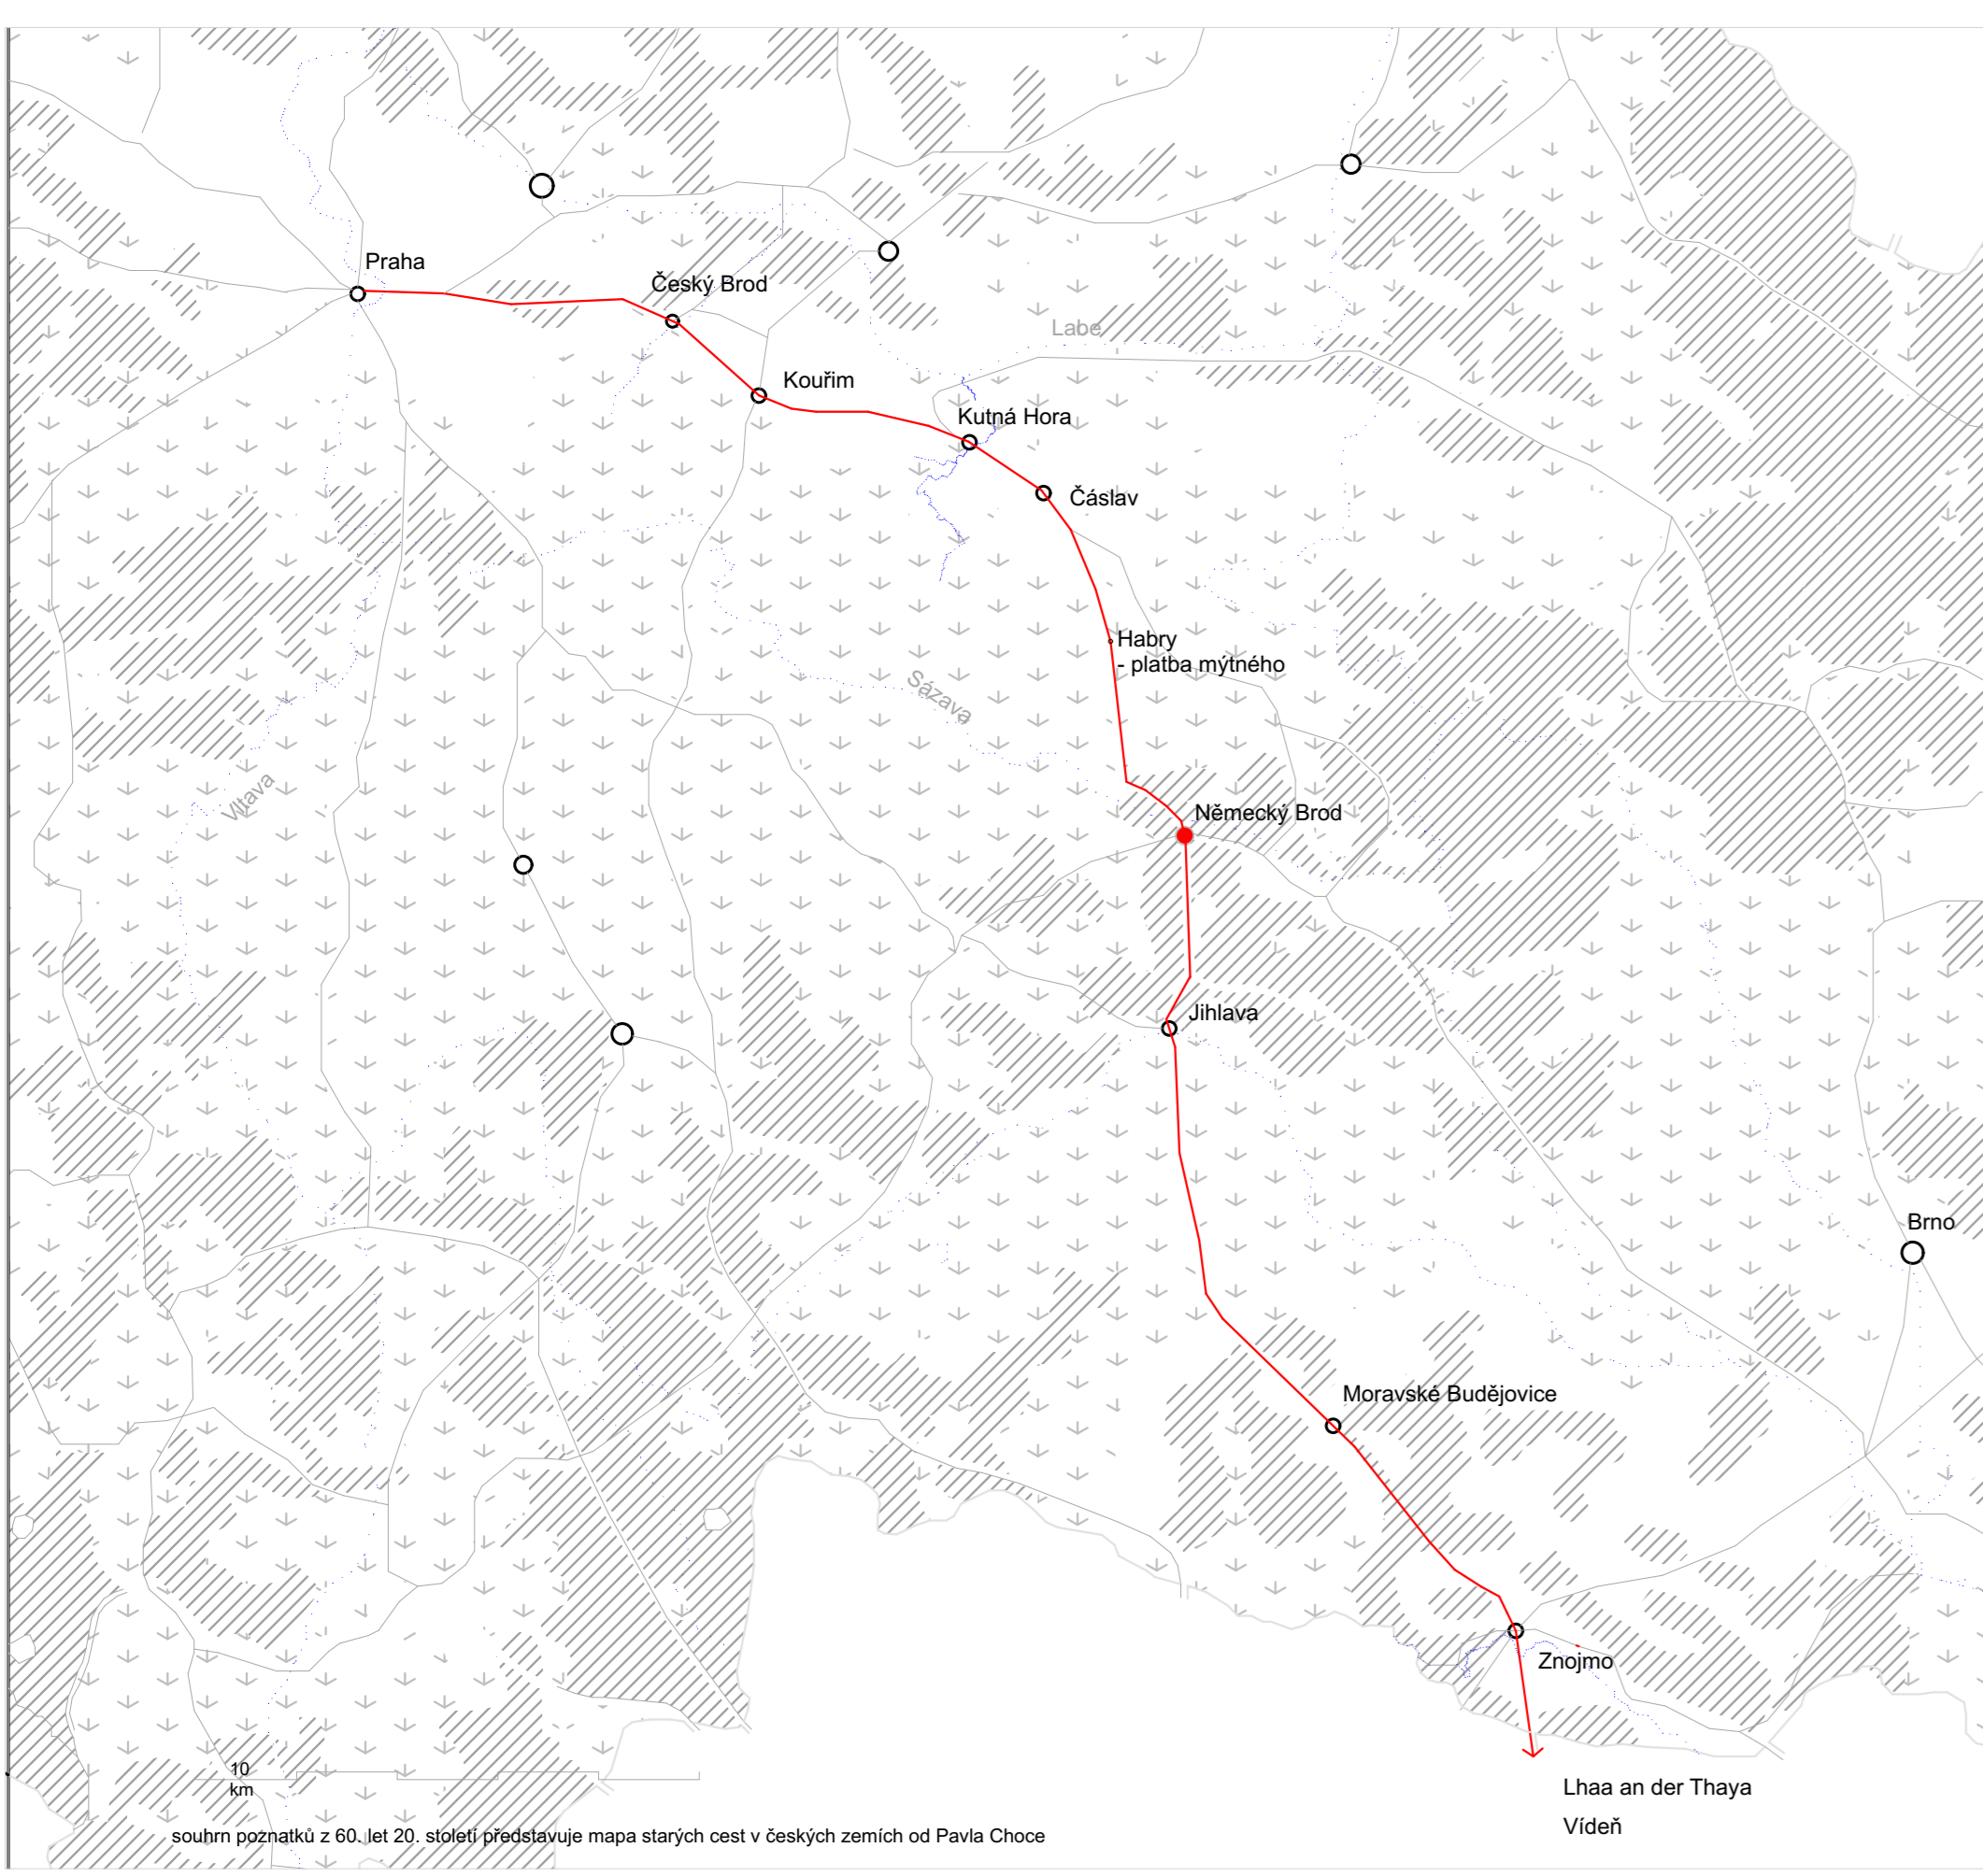 Praha
Český Brod
Labe
Kouřim
Kutná Hora
Čáslav
Habry
- platba mýtného
Sázava
Vltava
Německý Brod
Jihlava
Brno
Moravské Budějovice
Znojmo
10
km
Lhaa an der Thaya
Vídeň
souhrn poznatků z 60. let 20. století představuje mapa starých cest v českých zemích od Pavla Choce